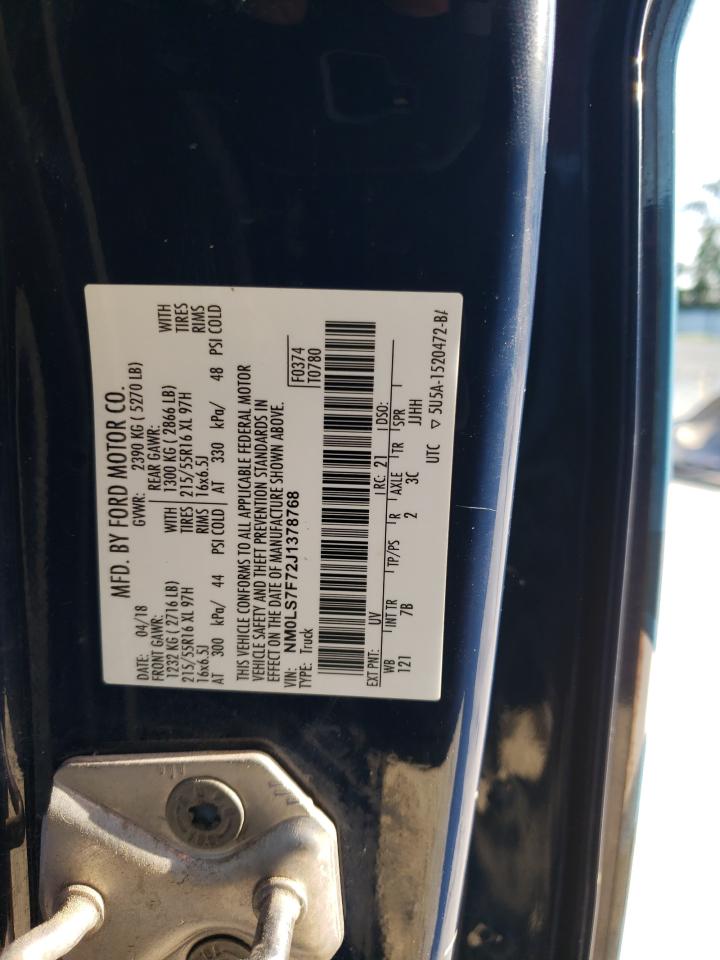 MFD. BY FORD MOTOR CO.
DATE: 04/18 GVWR: 2390 KG ( 5270 LB)
FRONT GAWR: REAR GAWR:
1232 KG ( 2716 LB) WITH 1300 KG ( 2866 LB) WITH
215/55R16 XL 97H TIRES 215/55R16 XL 97H TIRES
16x6.5J RIMS 16x6.5J RIMS
AT 300 kPa/ 44 PSI COLD AT 330 kPa/ 48 PSI COLD
THIS VEHICLE CONFORMS TO ALL APPLICABLE FEDERAL MOTOR
VEHICLE SAFETY AND THEFT PREVENTION STANDARDS IN
EFFECT ON THE DATE OF MANUFACTURE SHOWN ABOVE.
VIN: NM0LS7F72J1378768 F0374
TYPE: Truck T0780
EXT PNT: UV RC: 21 DSO:
WB INT TR TP/PS R AXLE TR SPR
121 7B 2 3C JJHH
UTC ▽ 5U5A-1520472-BA